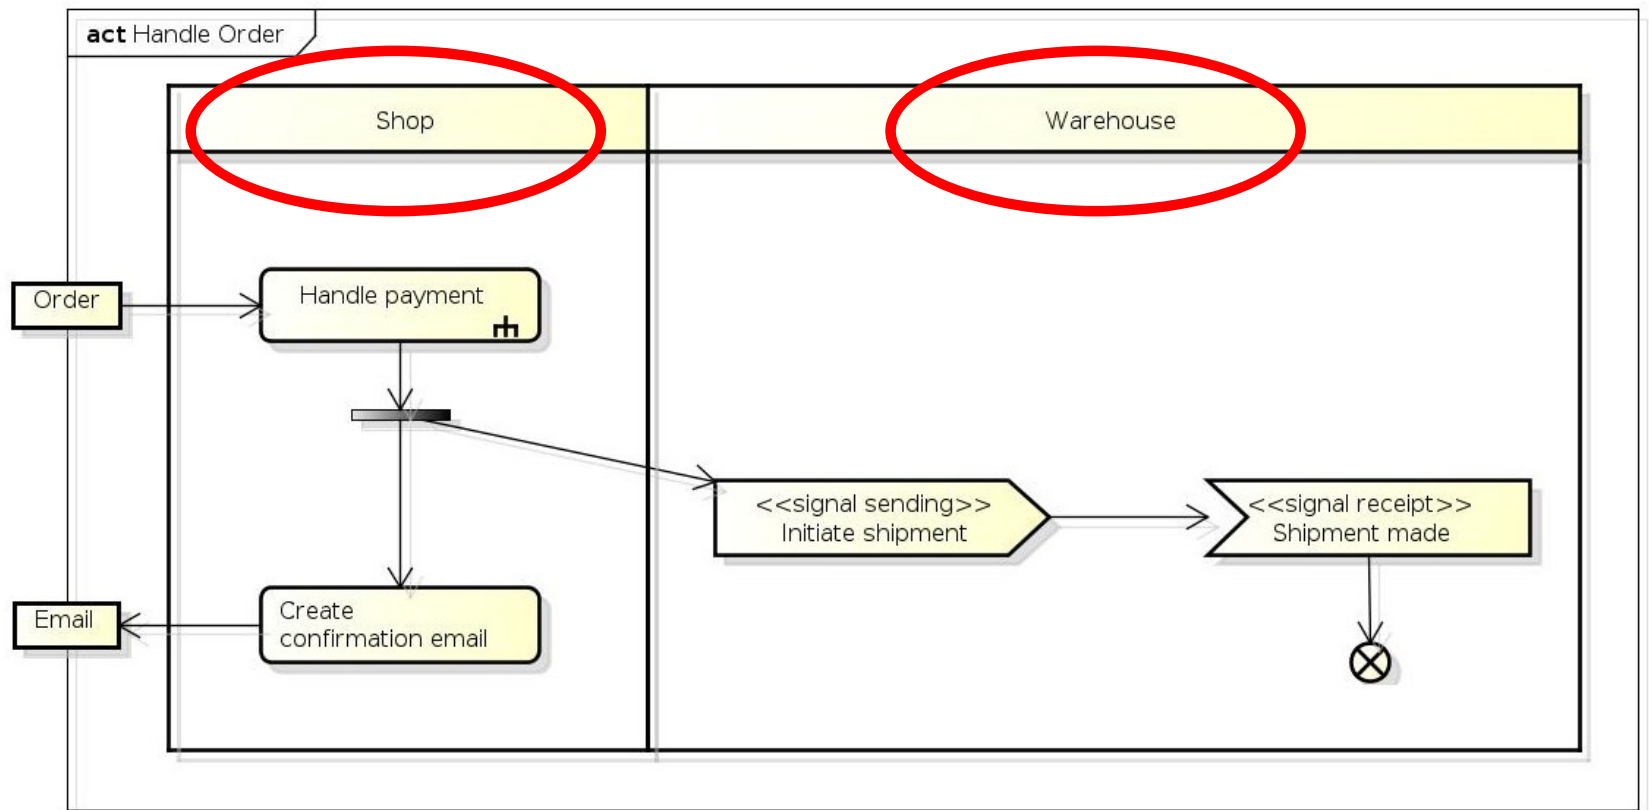 act Handle Order
Shop
Warehouse
Order
Handle payment
<<signal sending>>
Initiate shipment
<<signal receipt>>
Shipment made
Email
Create
confirmation email